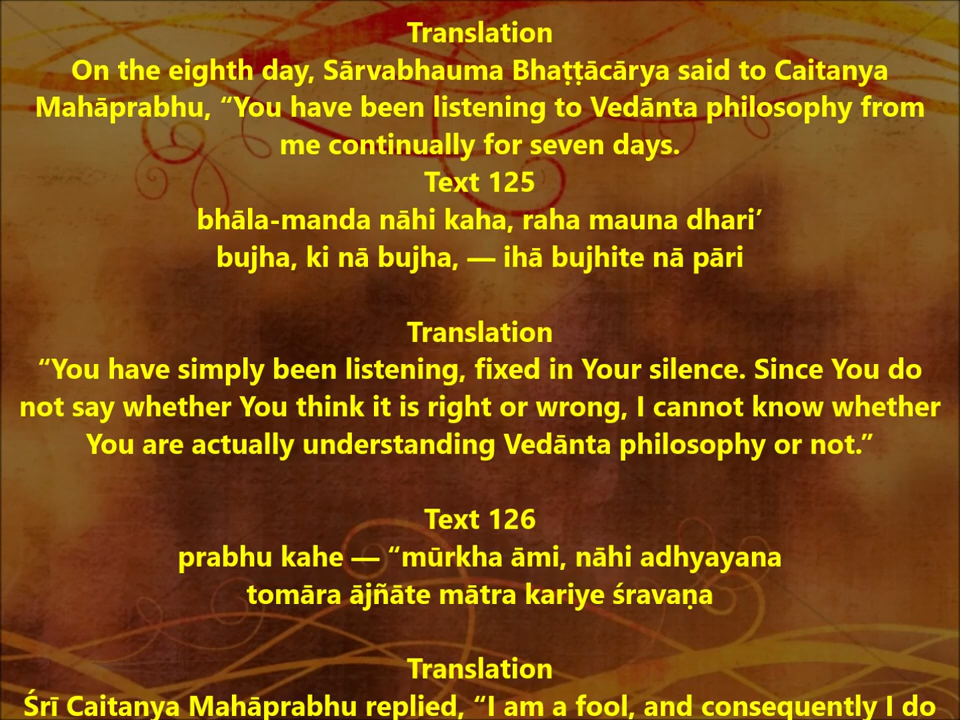 Translation
On the eighth day, Sārvabhauma Bhaṭṭācārya said to Caitanya
Mahāprabhu, “You have been listening to Vedānta philosophy from
me continually for seven days.
Text 125
bhāla-manda nāhi kaha, raha mauna dhari’
bujha, ki nā bujha, — ihā bujhite nā pāri
Translation
“You have simply been listening, fixed in Your silence. Since You do
not say whether You think it is right or wrong, I cannot know whether
You are actually understanding Vedānta philosophy or not.”
Text 126
prabhu kahe — “mūrkha āmi, nāhi adhyayana
tomāra ājñāte mātra kariye śravaṇa
Translation
Śrī Caitanya Mahāprabhu replied, “I am a fool, and consequently I do